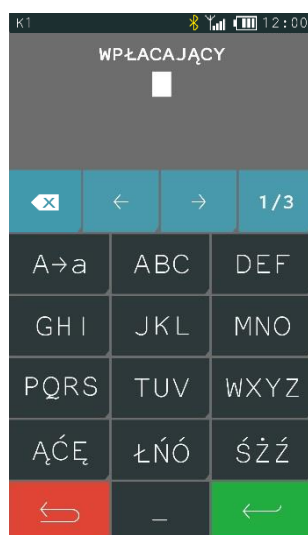 K1 12:00
WPŁACAJĄCY
← → 1/3
A→a ABC DEF
GHI JKL MNO
PQRS TUV WXYZ
ĄĆĘ ŁŃÓ ŚŻŹ
_